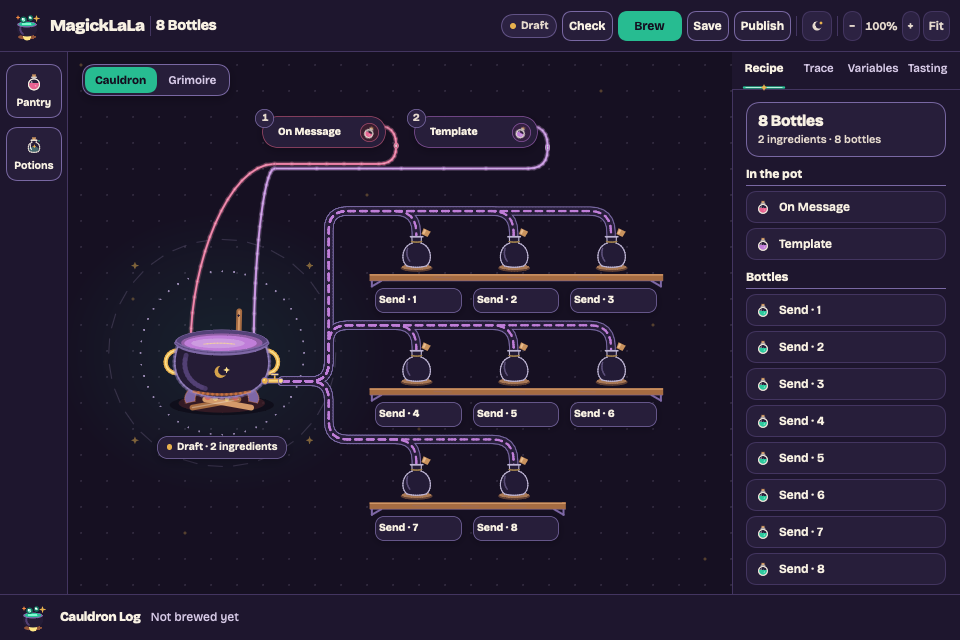 MagickLaLa
8 Bottles
Draft
Check
Brew
Save
Publish
−
100%
+
Fit
Pantry
Potions
Cauldron
Grimoire
1
On Message
2
Template
Send · 1
Send · 2
Send · 3
Send · 4
Send · 5
Send · 6
Send · 7
Send · 8
Draft · 2 ingredients
Recipe
Trace
Variables
Tasting
8 Bottles
2 ingredients · 8 bottles
In the pot
On Message
Template
Bottles
Send · 1
Send · 2
Send · 3
Send · 4
Send · 5
Send · 6
Send · 7
Send · 8
Cauldron Log
Not brewed yet